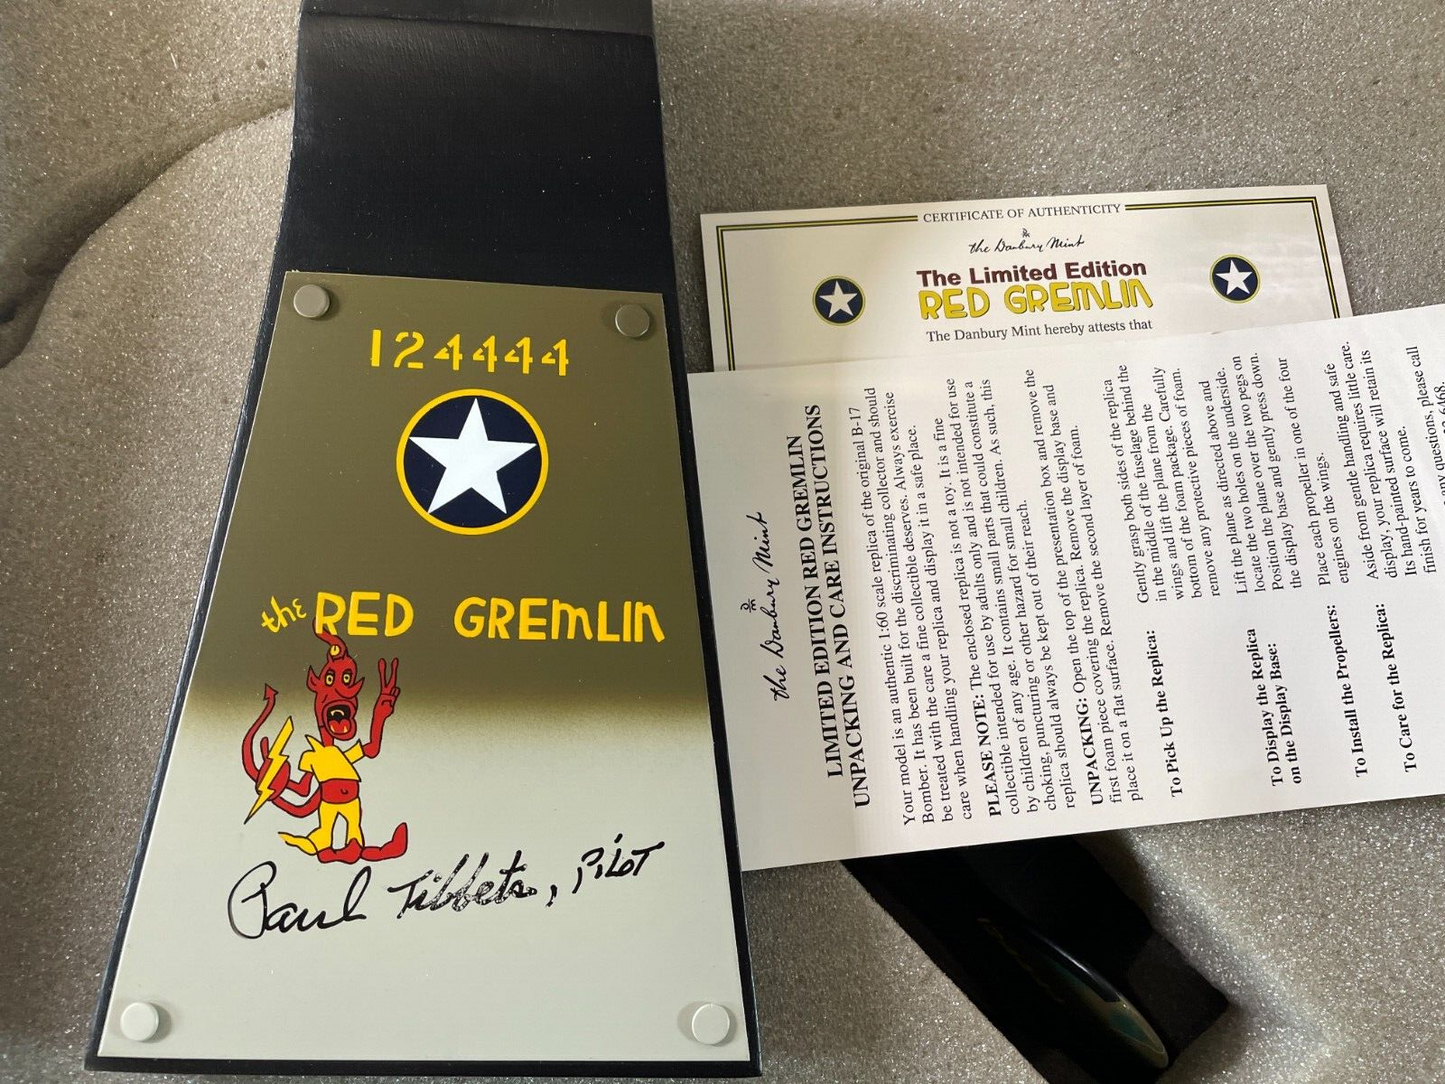 124444
the RED GREMLIN
Paul Tibbets, PILOT
CERTIFICATE OF AUTHENTICITY
the Danbury Mint
The Limited Edition
RED GREMLIN
The Danbury Mint hereby attests that
the Danbury Mint
LIMITED EDITION RED GREMLIN
UNPACKING AND CARE INSTRUCTIONS
Your model is an authentic 1:60 scale replica of the original B-17
Bomber. It has been built for the discriminating collector and should
be treated with the care a fine collectible deserves. Always exercise
care when handling your replica and display it in a safe place.
PLEASE NOTE: The enclosed replica is not a toy. It is a fine
collectible intended for use by adults only and is not intended for use
by children of any age. It contains small parts that could constitute a
choking, puncturing or other hazard for small children. As such, this
replica should always be kept out of their reach.
UNPACKING: Open the top of the presentation box and remove the
first foam piece covering the replica. Remove the display base and
place it on a flat surface. Remove the second layer of foam.
To Pick Up the Replica:
Gently grasp both sides of the replica
in the middle of the fuselage behind the
wings and lift the plane from the
bottom of the foam package. Carefully
remove any protective pieces of foam.
To Display the Replica
on the Display Base:
Lift the plane as directed above and
locate the two holes on the underside.
Position the plane over the two pegs on
the display base and gently press down.
To Install the Propellers:
Place each propeller in one of the four
engines on the wings.
To Care for the Replica:
Aside from gentle handling and safe
display, your replica requires little care.
Its hand-painted surface will retain its
finish for years to come.
any questions, please call